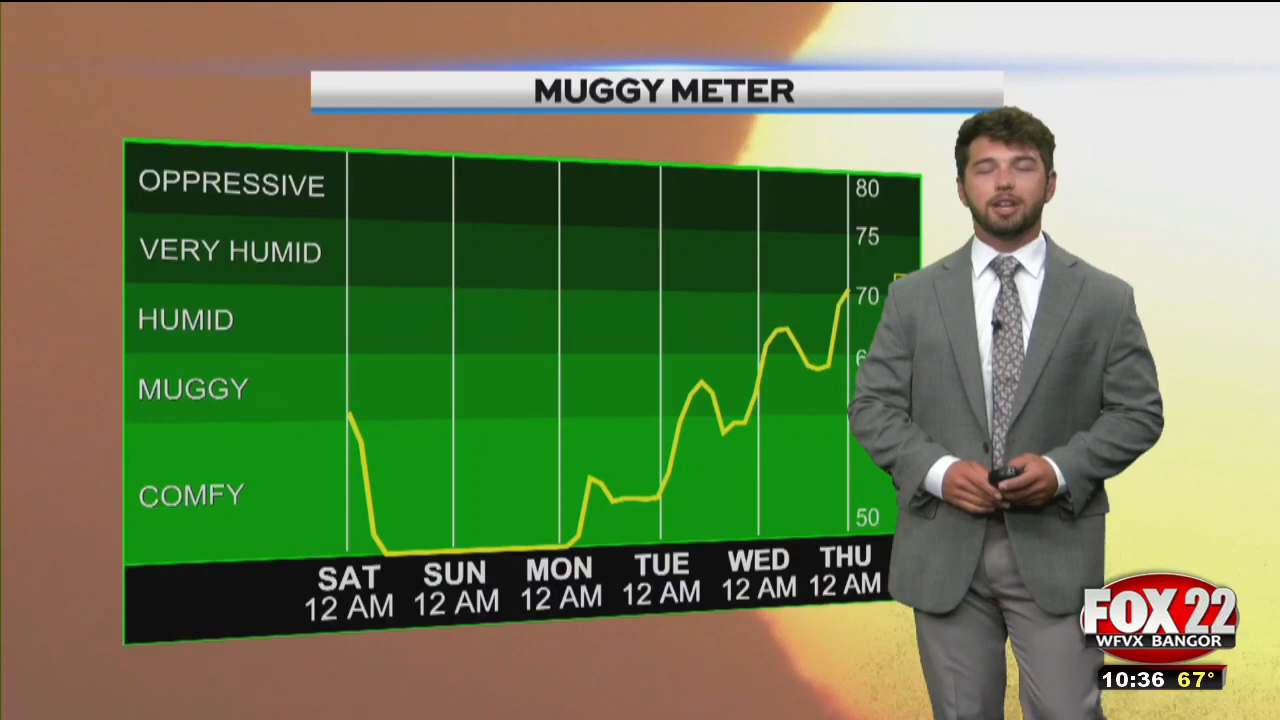 MUGGY METER
OPPRESSIVE
VERY HUMID
HUMID
MUGGY
COMFY
80
75
70
50
SAT SUN MON TUE WED THU
12 AM 12 AM 12 AM 12 AM 12 AM 12 AM
FOX 22
WFVX BANGOR
10:36 67°